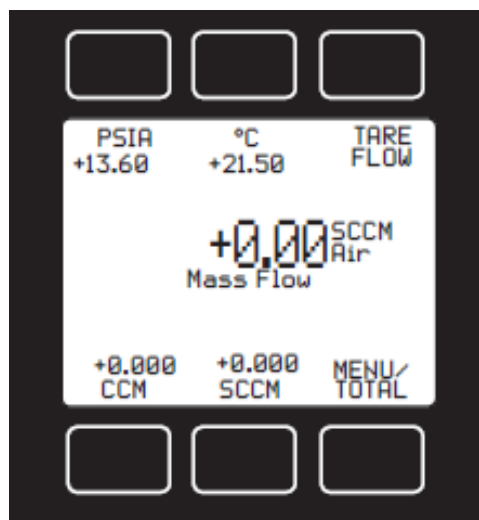 PSIA °C TARE
+13.60 +21.50 FLOW
+0.00 SCCM
Air
Mass Flow
+0.000 +0.000 MENU/
CCM SCCM TOTAL